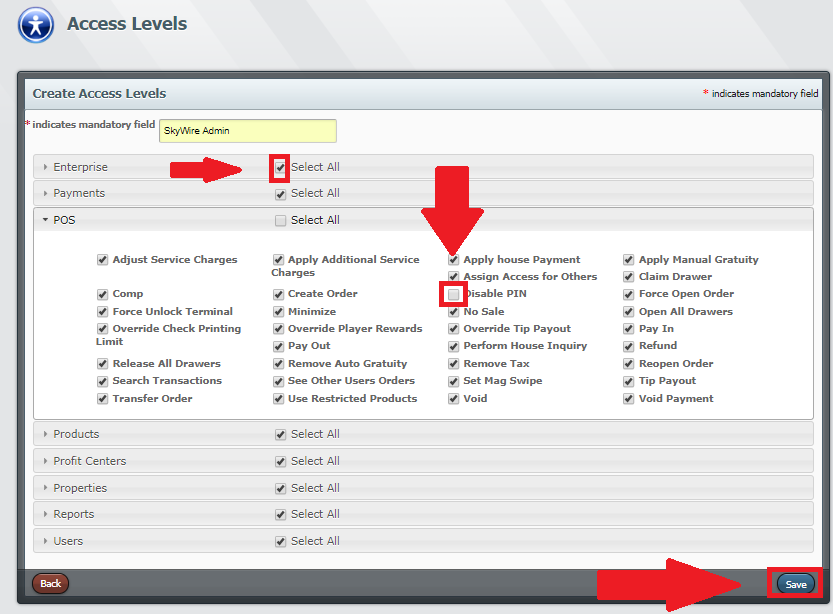 Access Levels
Create Access Levels
* indicates mandatory field
* indicates mandatory field
SkyWire Admin
Enterprise Select All
Payments Select All
POS Select All
Adjust Service Charges Apply Additional Service Charges Apply house Payment Apply Manual Gratuity
Assign Access for Others Claim Drawer
Comp Create Order Disable PIN Force Open Order
Force Unlock Terminal Minimize No Sale Open All Drawers
Override Check Printing Limit Override Player Rewards Override Tip Payout Pay In
Pay Out Perform House Inquiry Refund
Release All Drawers Remove Auto Gratuity Remove Tax Reopen Order
Search Transactions See Other Users Orders Set Mag Swipe Tip Payout
Transfer Order Use Restricted Products Void Void Payment
Products Select All
Profit Centers Select All
Properties Select All
Reports Select All
Users Select All
Back Save